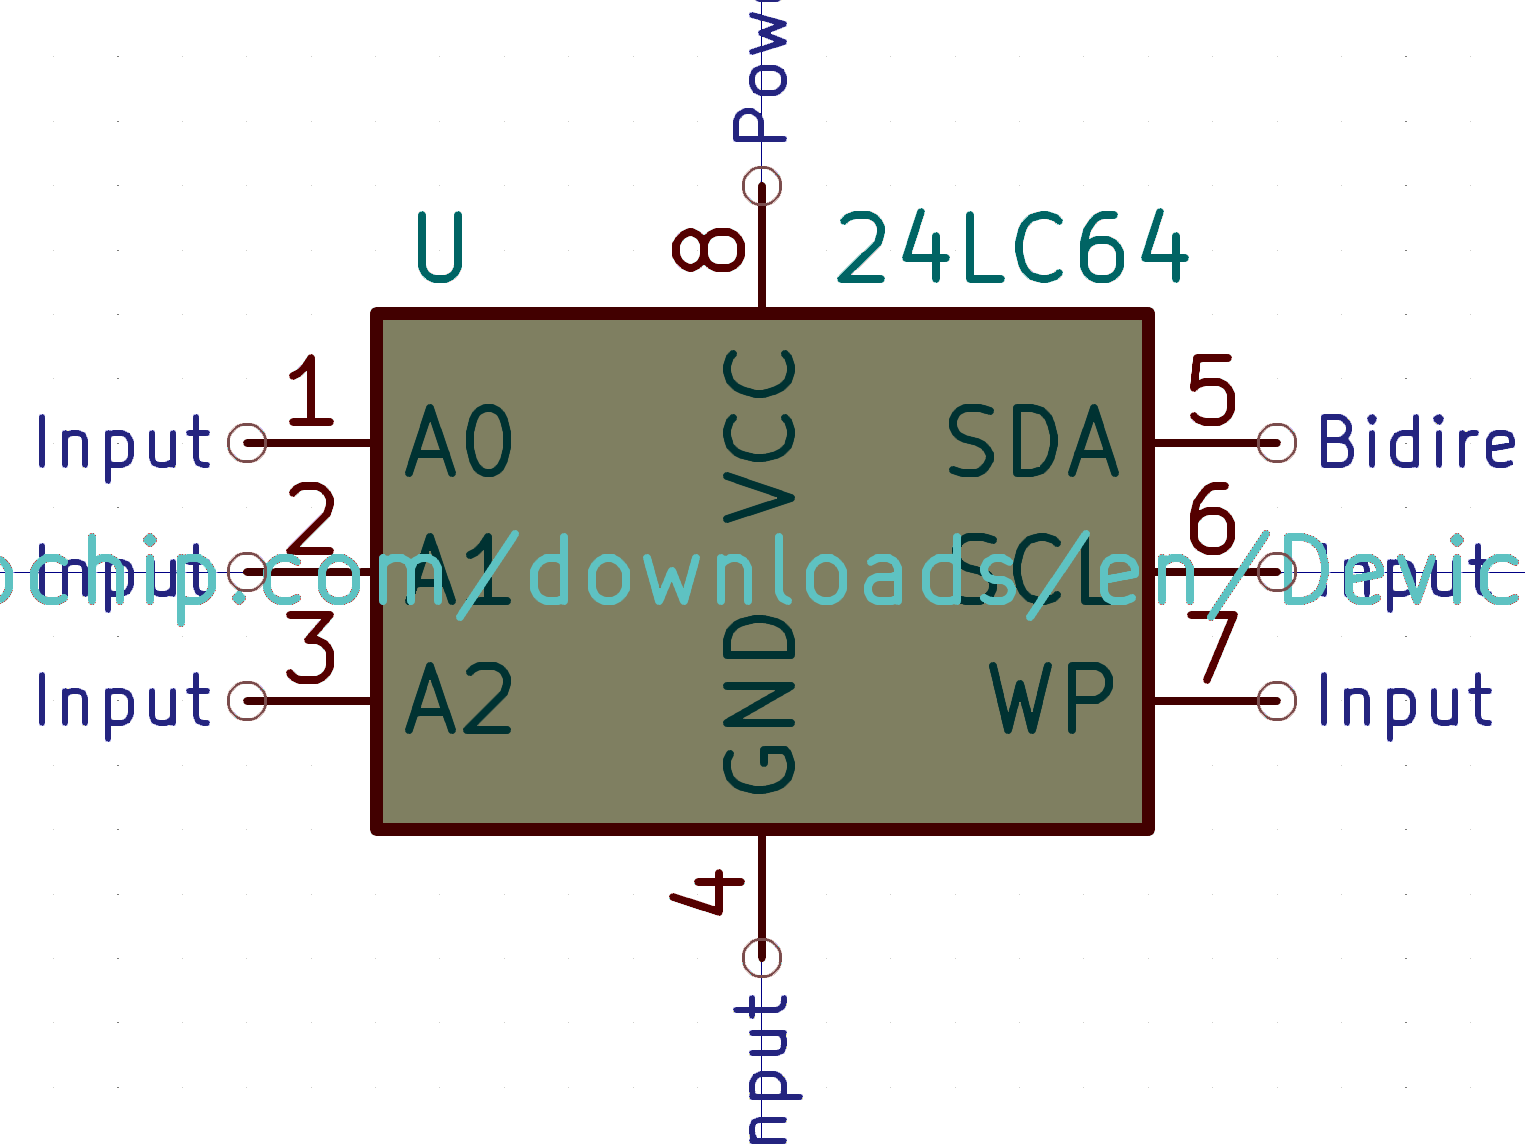 Pow
U
8
24LC64
VCC
1
5
Input
A0
SDA
Bidire
2
6
Input
A1
SCL
Input
ochip.com/downloads/en/Devic
3
7
Input
A2
GND
WP
Input
4
nput